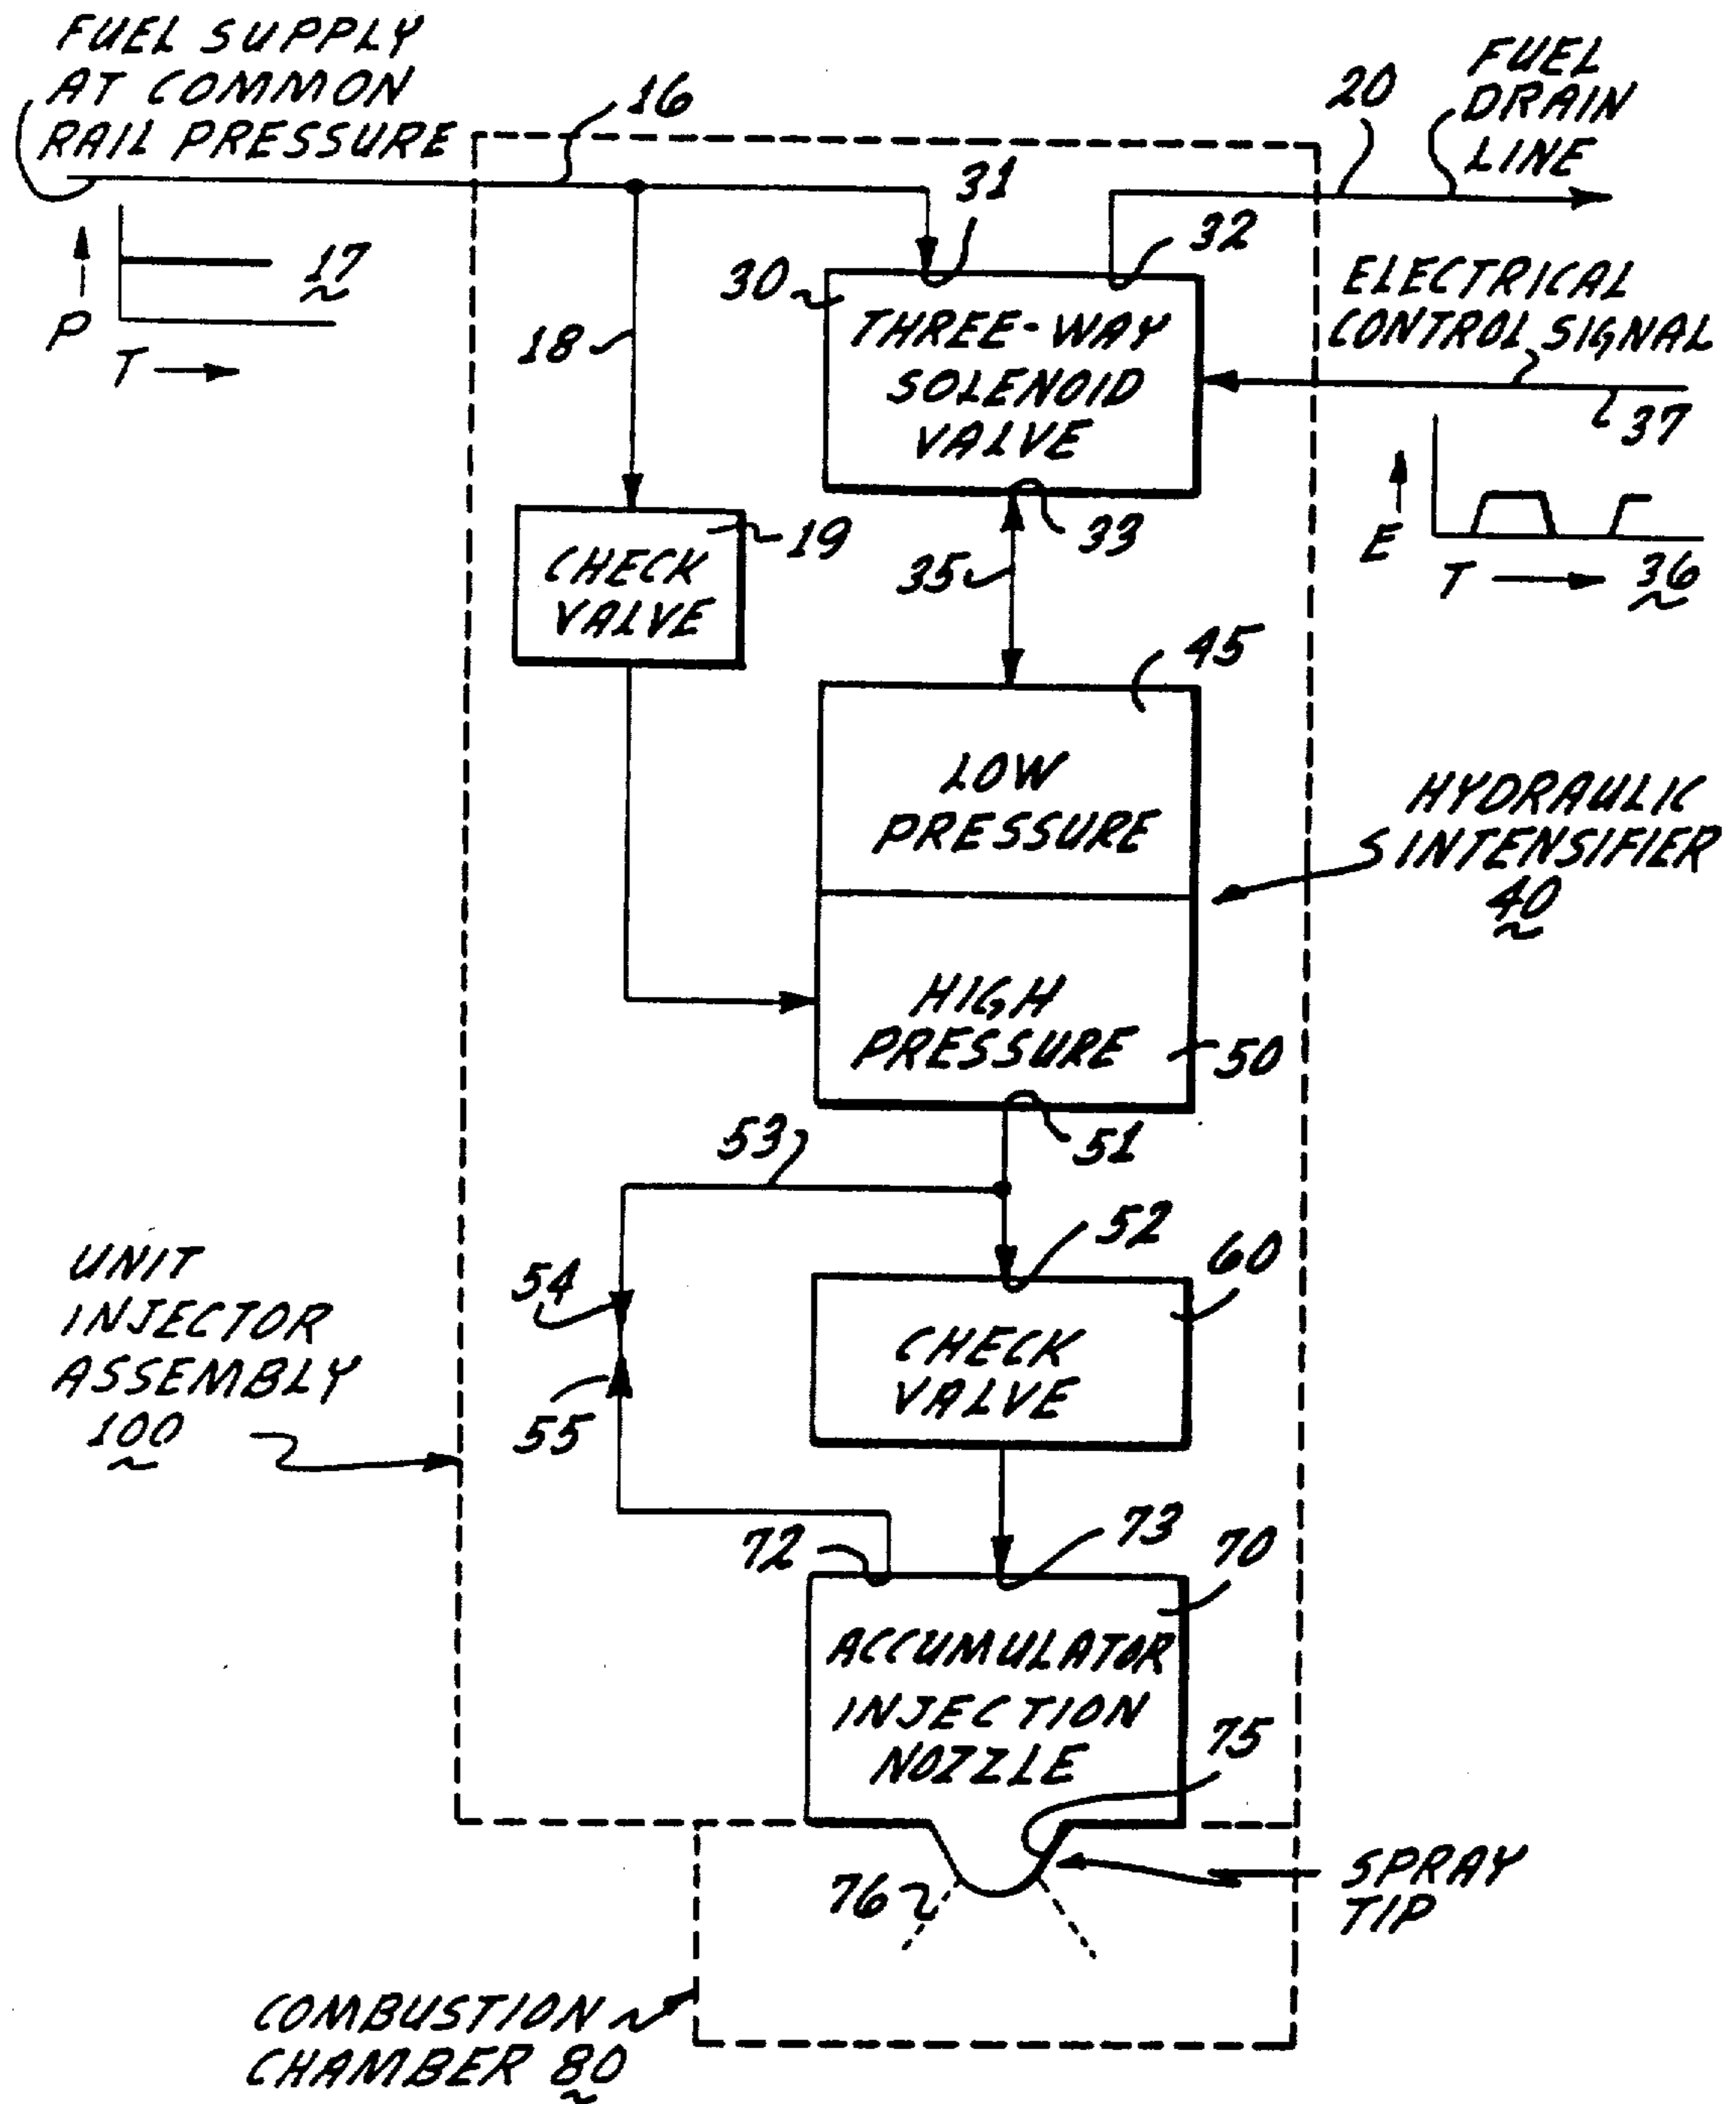 FUEL SUPPLY
AT COMMON
RAIL PRESSURE
16
20
FUEL
DRAIN
LINE
31
32
P
17
T
30
THREE-WAY
SOLENOID
VALVE
ELECTRICAL
CONTROL SIGNAL
37
18
33
E
T
36
19
CHECK
VALVE
35
45
LOW
PRESSURE
HYDRAULIC
INTENSIFIER
40
HIGH
PRESSURE
50
53
51
52
60
UNIT
INJECTOR
ASSEMBLY
100
54
55
CHECK
VALVE
72
73
70
ACCUMULATOR
INJECTION
NOZZLE
75
76
SPRAY
TIP
COMBUSTION
CHAMBER 80